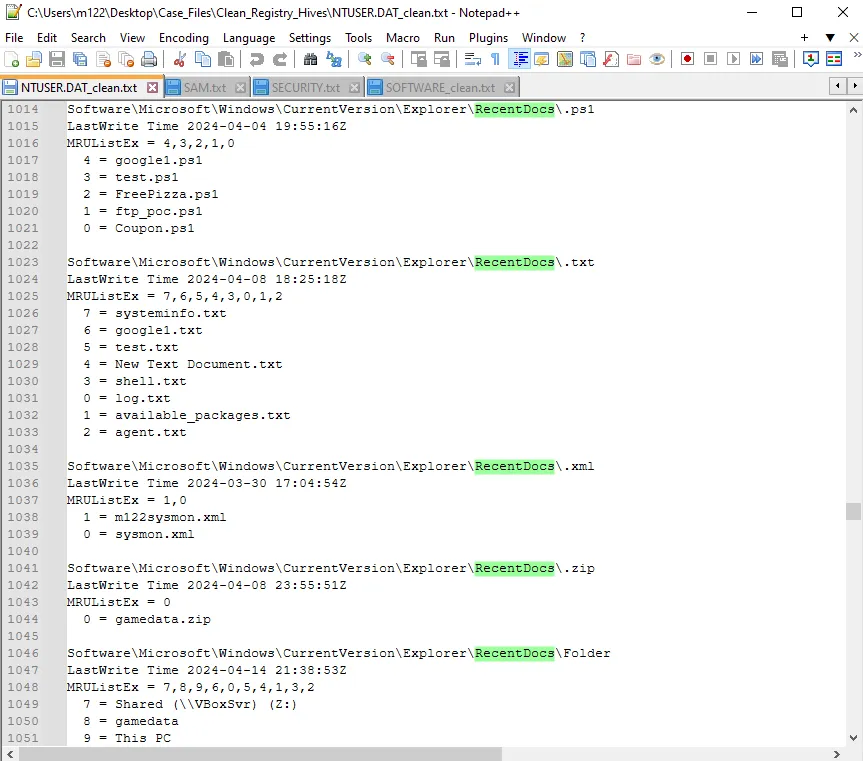 C:\Users\m122\Desktop\Case_Files\Clean_Registry_Hives\NTUSER.DAT_clean.txt - Notepad++
File Edit Search View Encoding Language Settings Tools Macro Run Plugins Window ?
NTUSER.DAT_clean.txt SAM.txt SECURITY.txt SOFTWARE_clean.txt
1014 Software\Microsoft\Windows\CurrentVersion\Explorer\RecentDocs\.ps1
1015 LastWrite Time 2024-04-04 19:55:16Z
1016 MRUListEx = 4,3,2,1,0
1017 4 = google1.ps1
1018 3 = test.ps1
1019 2 = FreePizza.ps1
1020 1 = ftp_poc.ps1
1021 0 = Coupon.ps1
1022
1023 Software\Microsoft\Windows\CurrentVersion\Explorer\RecentDocs\.txt
1024 LastWrite Time 2024-04-08 18:25:18Z
1025 MRUListEx = 7,6,5,4,3,0,1,2
1026 7 = systeminfo.txt
1027 6 = google1.txt
1028 5 = test.txt
1029 4 = New Text Document.txt
1030 3 = shell.txt
1031 0 = log.txt
1032 1 = available_packages.txt
1033 2 = agent.txt
1034
1035 Software\Microsoft\Windows\CurrentVersion\Explorer\RecentDocs\.xml
1036 LastWrite Time 2024-03-30 17:04:54Z
1037 MRUListEx = 1,0
1038 1 = m122sysmon.xml
1039 0 = sysmon.xml
1040
1041 Software\Microsoft\Windows\CurrentVersion\Explorer\RecentDocs\.zip
1042 LastWrite Time 2024-04-08 23:55:51Z
1043 MRUListEx = 0
1044 0 = gamedata.zip
1045
1046 Software\Microsoft\Windows\CurrentVersion\Explorer\RecentDocs\Folder
1047 LastWrite Time 2024-04-14 21:38:53Z
1048 MRUListEx = 7,8,9,6,0,5,4,1,3,2
1049 7 = Shared (\\VBoxSvr) (Z:)
1050 8 = gamedata
1051 9 = This PC